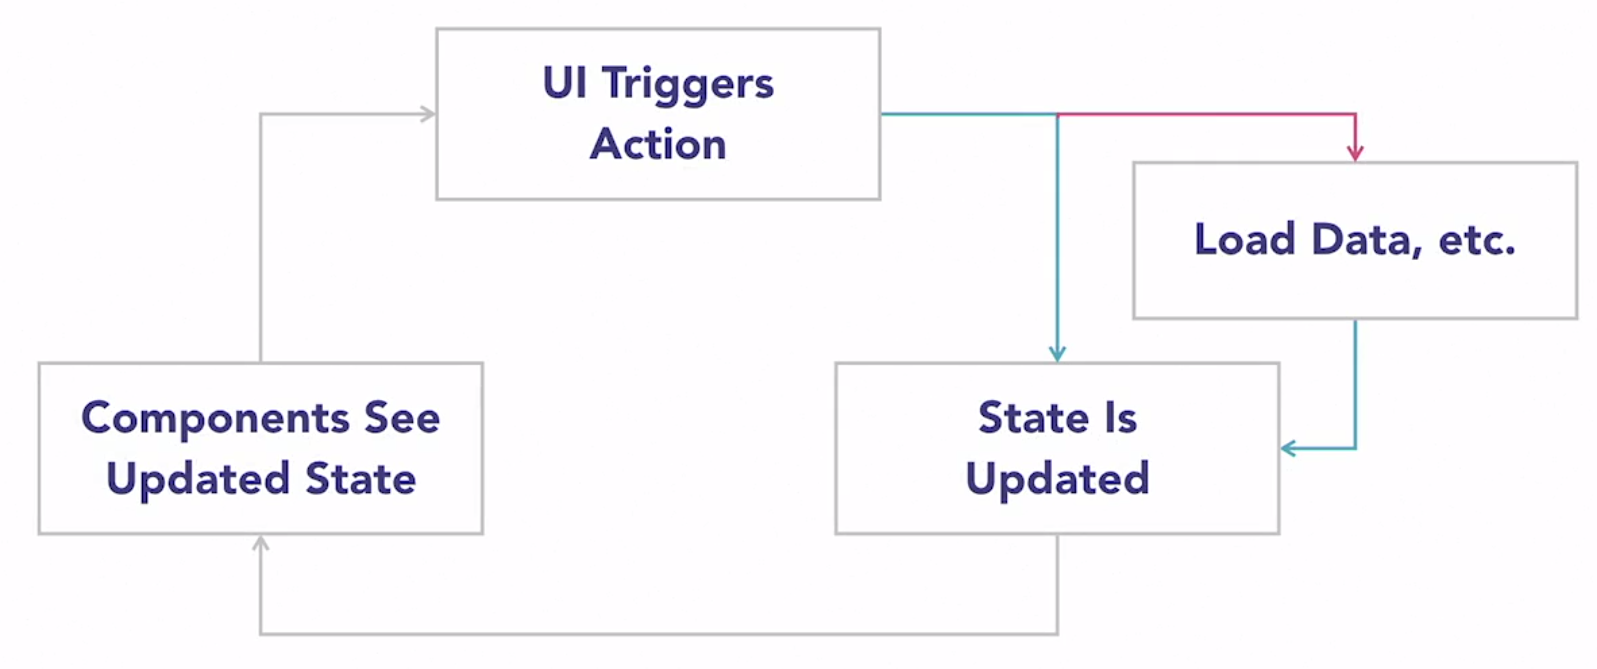 UI Triggers
Action
Load Data, etc.
Components See
Updated State
State Is
Updated